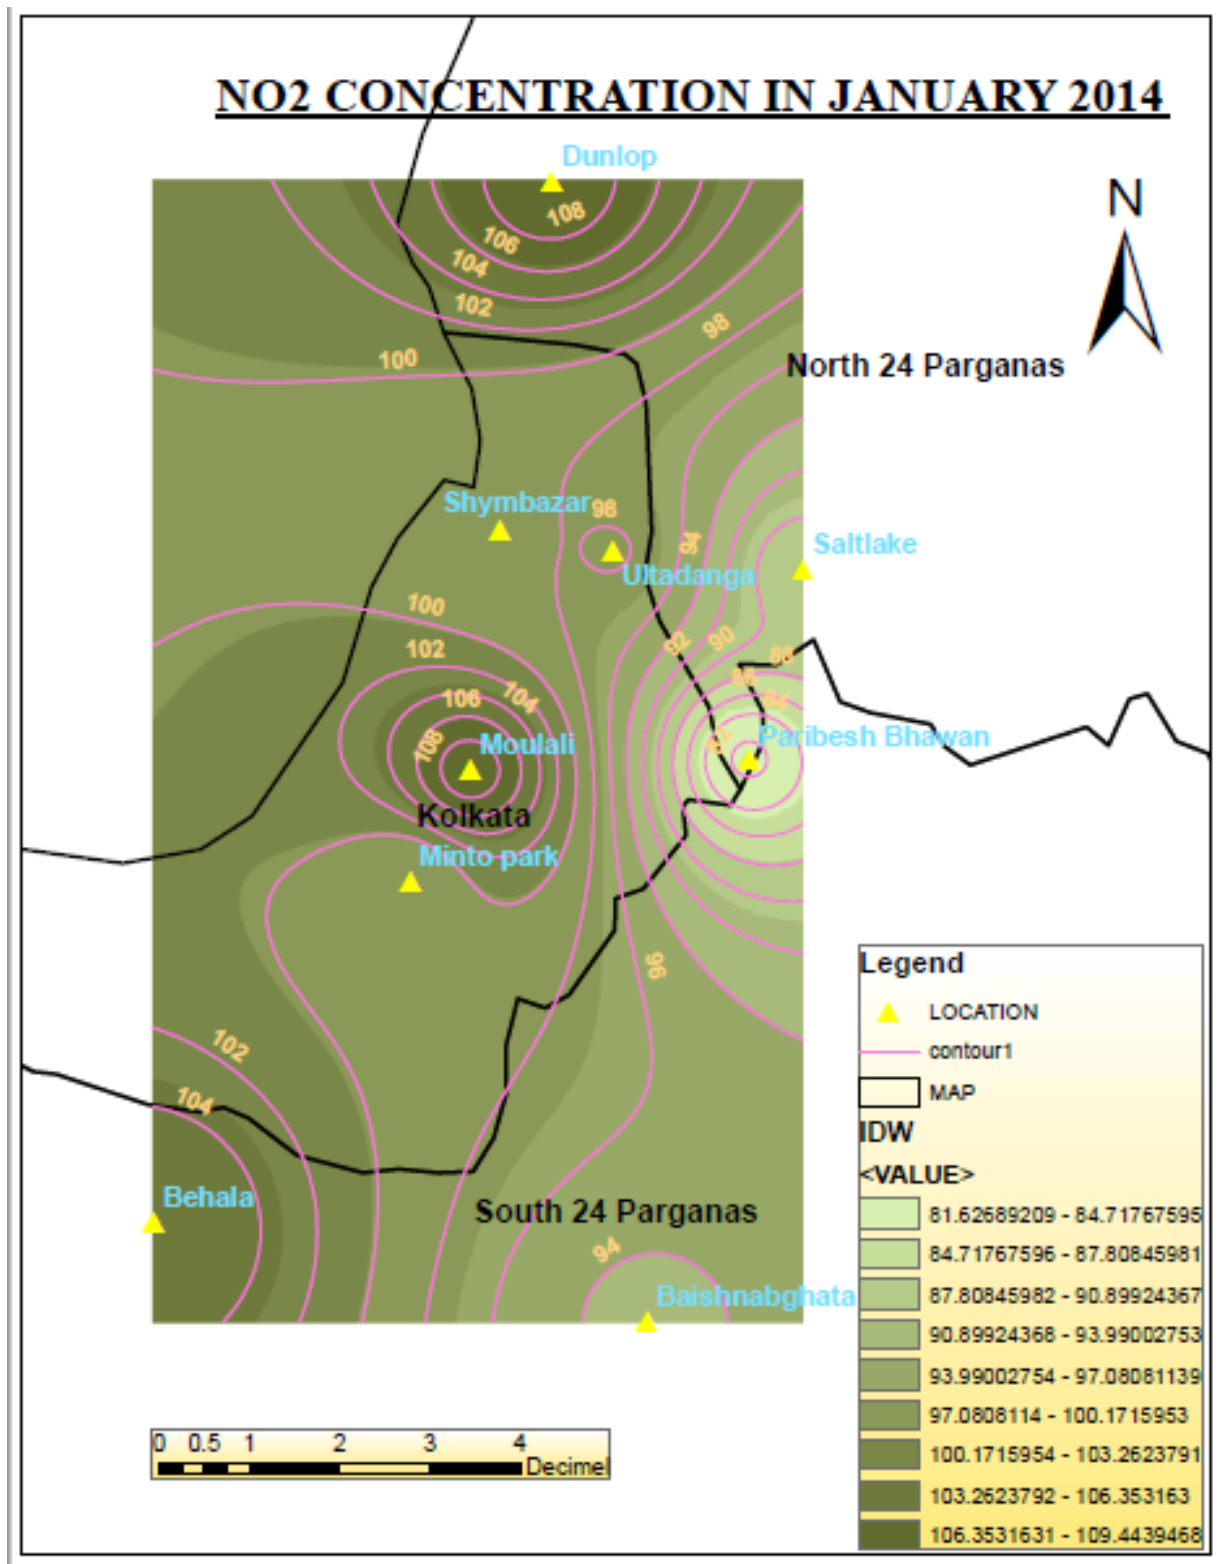 NO2 CONCENTRATION IN JANUARY 2014
Dunlop
N
108
106
104
102
98
100
North 24 Parganas
Shymbazar
98
94
Saltlake
Ultadanga
100
92
90
102
88
86
84
104
106
108
Moulali
82
Paribesh Bhawan
Kolkata
Minto park
96
102
104
Behala
South 24 Parganas
94
Baishnabghata
Legend
LOCATION
contour1
MAP
IDW
<VALUE>
81.62689209 - 84.71767595
84.71767596 - 87.80845981
87.80845982 - 90.89924367
90.89924368 - 93.99002753
93.99002754 - 97.08081139
97.0808114 - 100.1715953
100.1715954 - 103.2623791
103.2623792 - 106.353163
106.3531631 - 109.4439468
0 0.5 1 2 3 4
Decimel